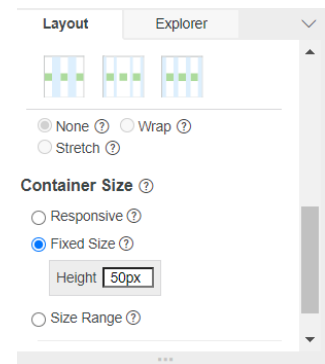 Layout Explorer
None ? Wrap ?
Stretch ?
Container Size ?
Responsive ?
Fixed Size ?
Height 50px
Size Range ?